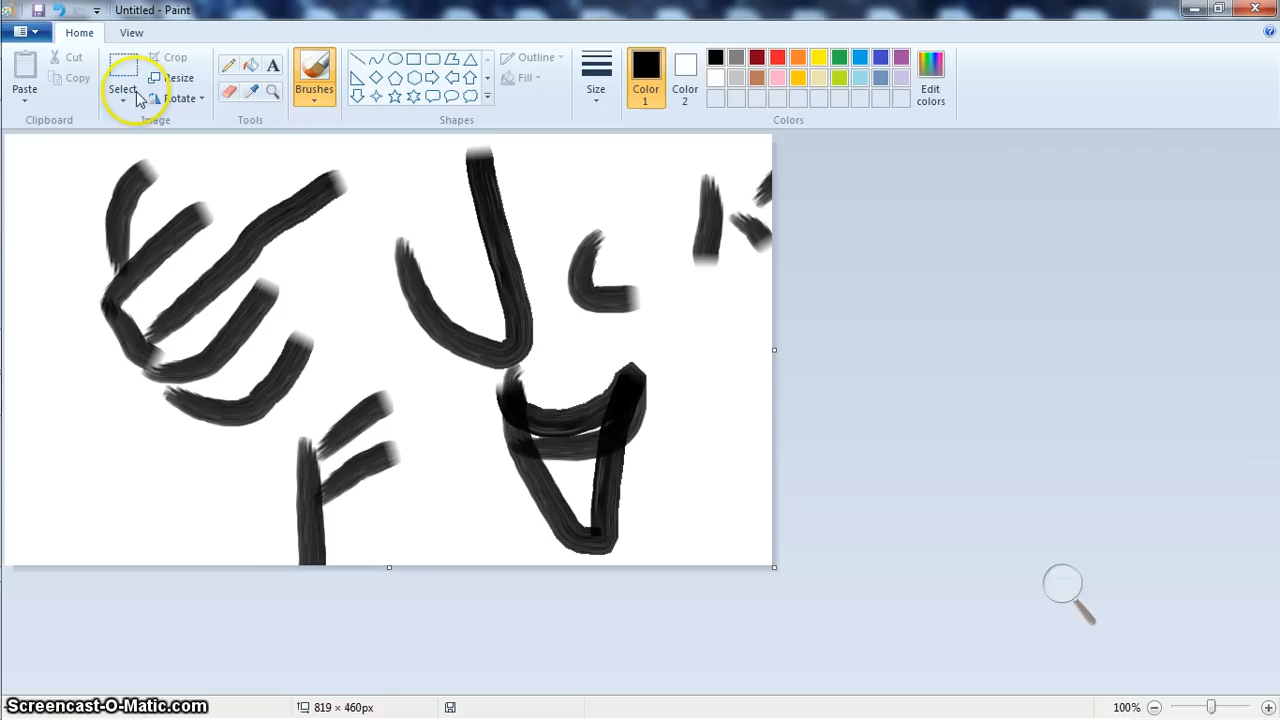 Untitled - Paint
Home View
Paste Cut Copy Clipboard
Select Crop Resize Rotate Image
Tools
Brushes
Shapes Outline Fill
Size
Color 1
Color 2
Edit colors
Colors
Screencast-O-Matic.com 819 × 460px 100%